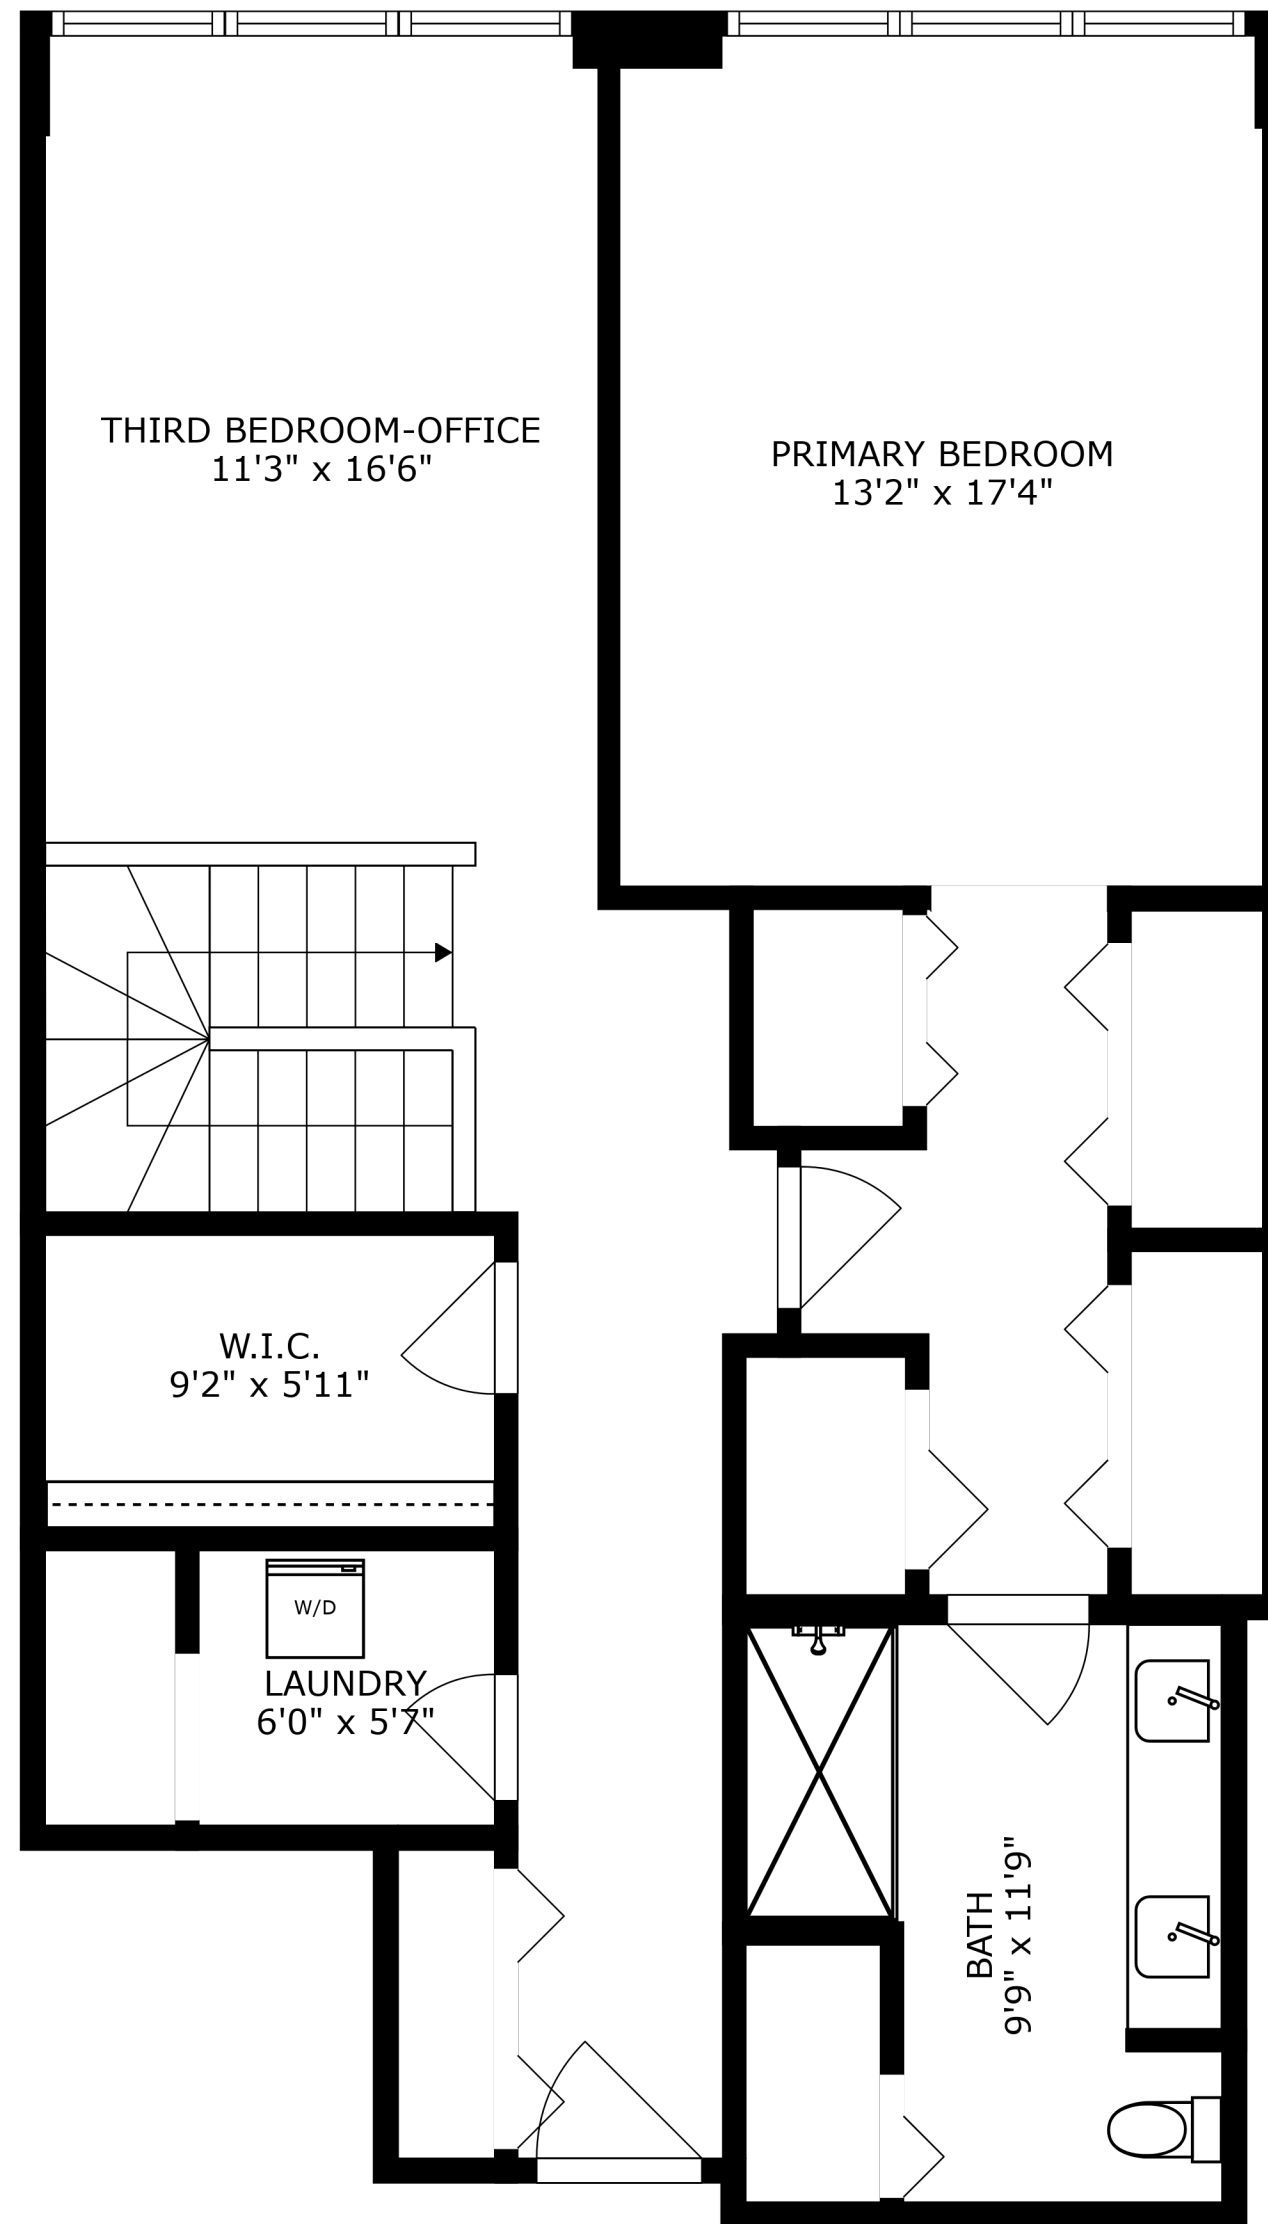 THIRD BEDROOM-OFFICE
11'3" x 16'6"
PRIMARY BEDROOM
13'2" x 17'4"
W.I.C.
9'2" x 5'11"
W/D
LAUNDRY
6'0" x 5'7"
BATH
9'9" x 11'9"